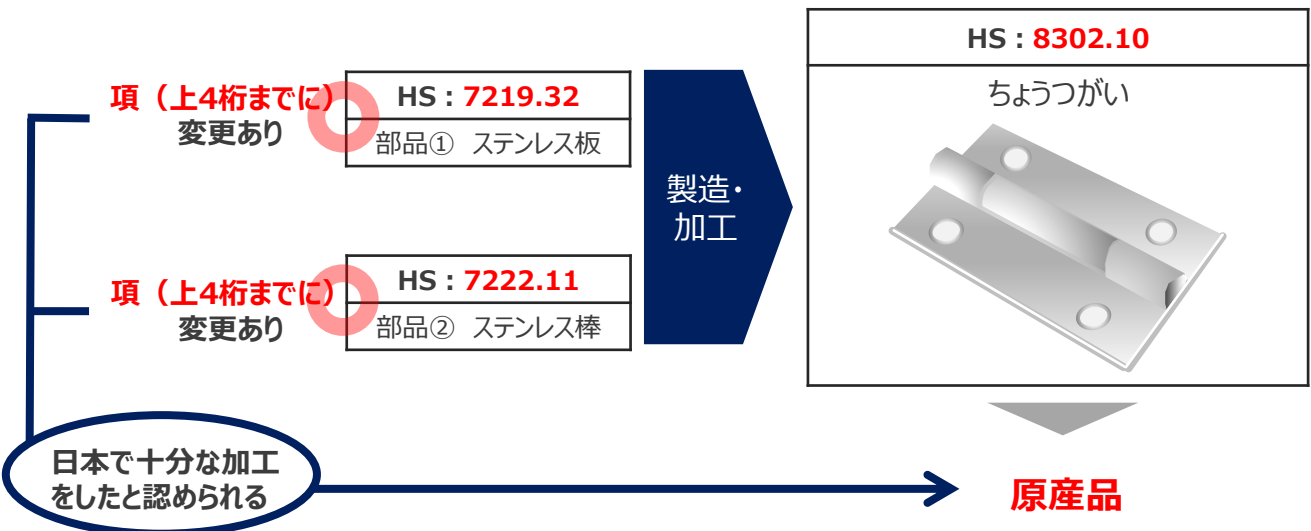 HS：8302.10
ちょうつがい
項（上4桁までに）
変更あり
HS：7219.32
部品① ステンレス板
製造・
加工
項（上4桁までに）
変更あり
HS：7222.11
部品② ステンレス棒
日本で十分な加工
をしたと認められる
原産品